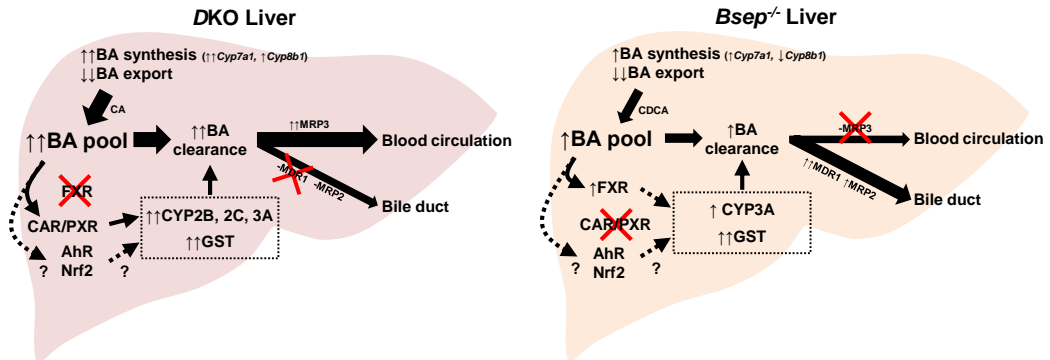 DKO Liver
↑↑BA synthesis (↑↑Cyp7a1, ↑Cyp8b1)
↓↓BA export
CA
↑↑BA pool
↑↑BA
clearance
↑↑MRP3
Blood circulation
-MDR1 -MRP2
Bile duct
FXR
CAR/PXR
↑↑CYP2B, 2C, 3A
↑↑GST
AhR
Nrf2
?
?
Bsep-/- Liver
↑BA synthesis (↑Cyp7a1, ↓Cyp8b1)
↓↓BA export
CDCA
↑BA pool
↑BA
clearance
-MRP3
Blood circulation
↑↑MDR1 ↑MRP2
Bile duct
↑FXR
CAR/PXR
↑ CYP3A
↑↑GST
AhR
Nrf2
?
?